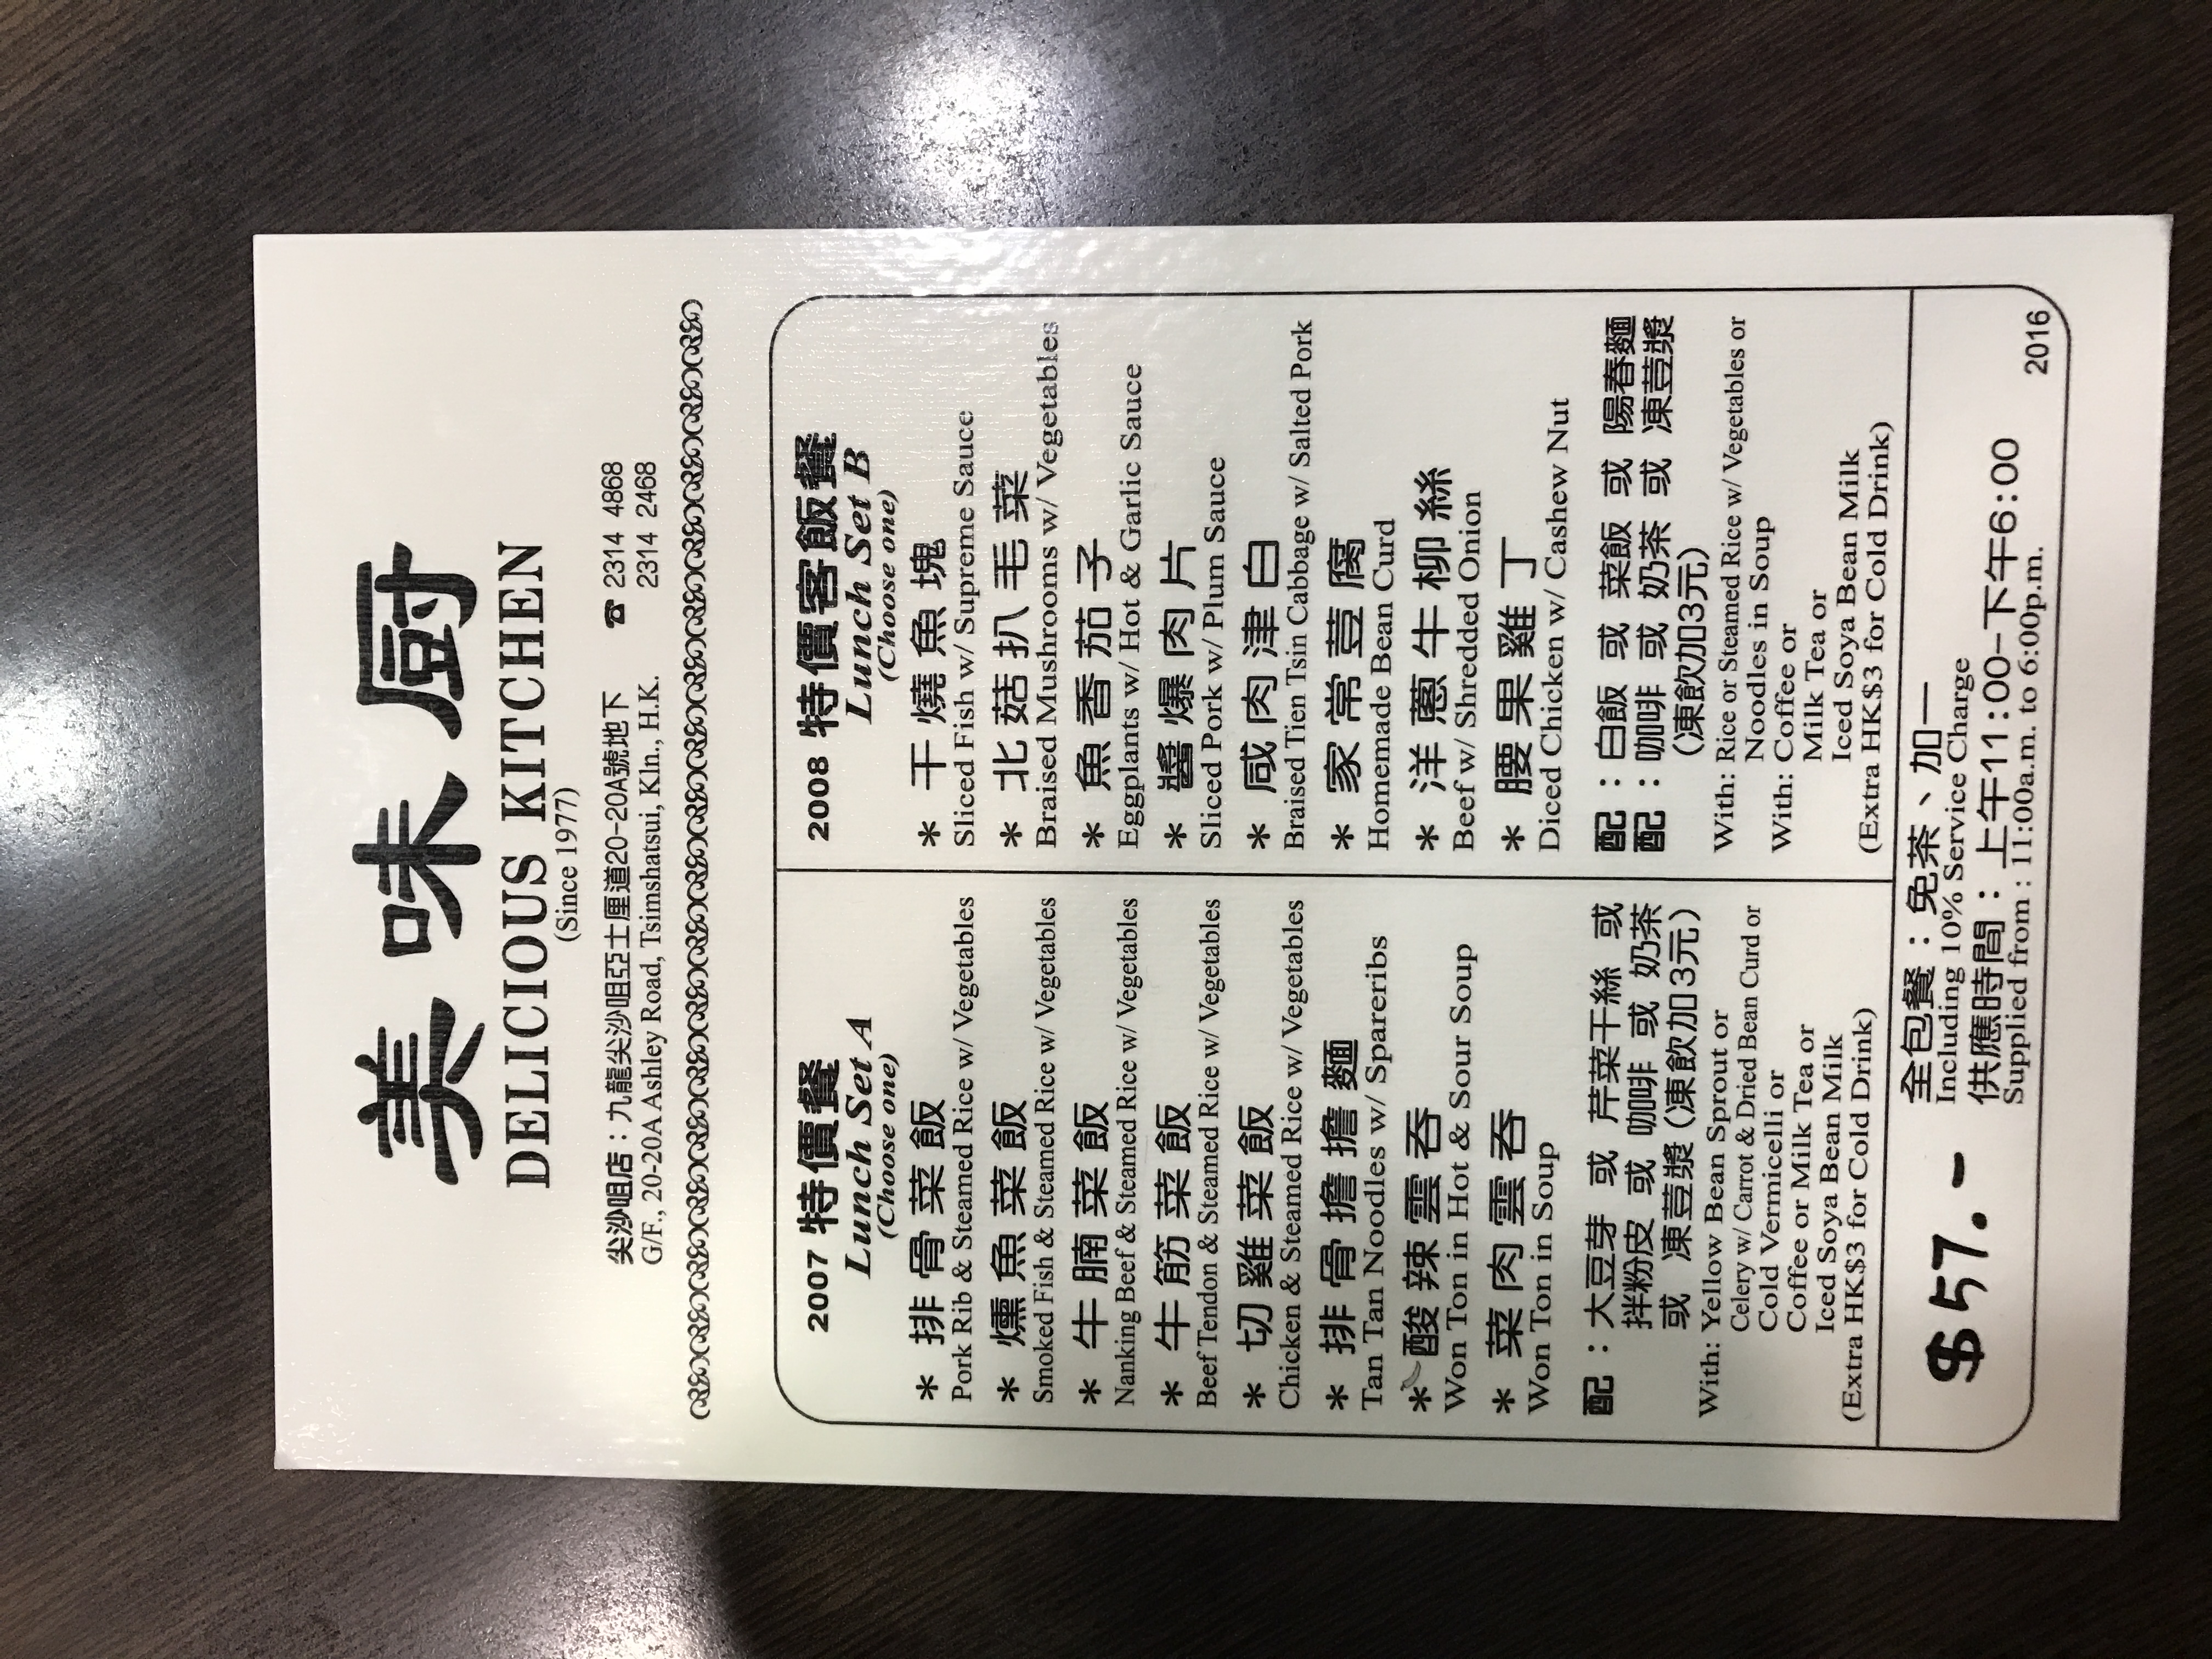 美味厨
DELICIOUS KITCHEN
(Since 1977)
尖沙咀店：九龍尖沙咀亞士厘道20-20A號地下 ☎ 2314 4868
G/F., 20-20A Ashley Road, Tsimshatsui, Kln., H.K. 2314 2468
2007 特價餐
Lunch Set A
(Choose one)
* 排骨菜飯
Pork Rib & Steamed Rice w/ Vegetables
* 燻魚菜飯
Smoked Fish & Steamed Rice w/ Vegetables
* 牛腩菜飯
Nanking Beef & Steamed Rice w/ Vegetables
* 牛筋菜飯
Beef Tendon & Steamed Rice w/ Vegetables
* 切雞菜飯
Chicken & Steamed Rice w/ Vegetables
* 排骨擔擔麵
Tan Tan Noodles w/ Spareribs
* 酸辣雲吞
Won Ton in Hot & Sour Soup
* 菜肉雲吞
Won Ton in Soup
配：大豆芽 或 芹菜干絲 或
拌粉皮 或 咖啡 或 奶茶
或 凍荳漿(凍飲加3元)
With: Yellow Bean Sprout or
Celery w/ Carrot & Dried Bean Curd or
Cold Vermicelli or
Coffee or Milk Tea or
Iced Soya Bean Milk
(Extra HK$3 for Cold Drink)
2008 特價客飯餐
Lunch Set B
(Choose one)
* 干燒魚塊
Sliced Fish w/ Supreme Sauce
* 北菇扒毛菜
Braised Mushrooms w/ Vegetables
* 魚香茄子
Eggplants w/ Hot & Garlic Sauce
* 醬爆肉片
Sliced Pork w/ Plum Sauce
* 咸肉津白
Braised Tien Tsin Cabbage w/ Salted Pork
* 家常荳腐
Homemade Bean Curd
* 洋蔥牛柳絲
Beef w/ Shredded Onion
* 腰果雞丁
Diced Chicken w/ Cashew Nut
配：白飯 或 菜飯 或 陽春麵
配：咖啡 或 奶茶 或 凍荳漿
(凍飲加3元)
With: Rice or Steamed Rice w/ Vegetables or
Noodles in Soup
With: Coffee or
Milk Tea or
Iced Soya Bean Milk
(Extra HK$3 for Cold Drink)
$57.-
全包餐：免茶、加一
Including 10% Service Charge
供應時間：上午11:00-下午6:00
Supplied from : 11:00a.m. to 6:00p.m.
2016